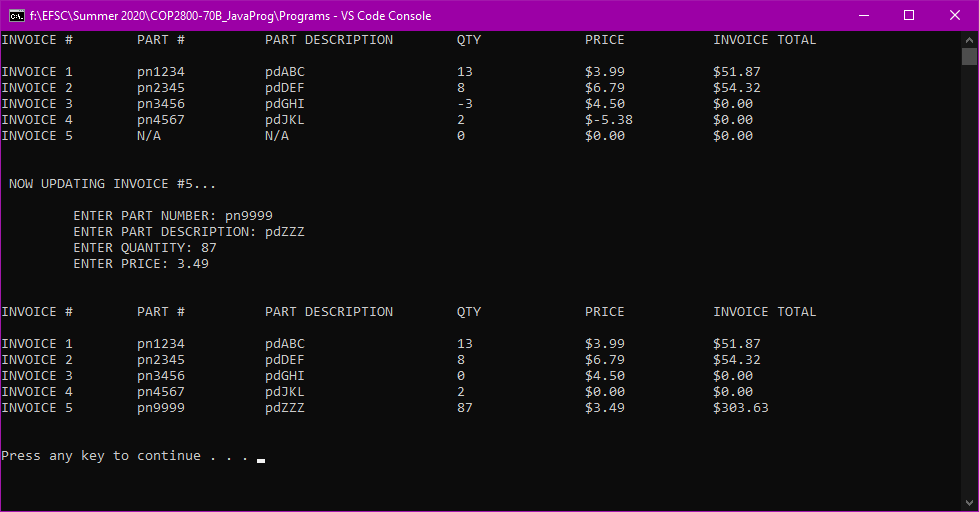 f:\EFSC\Summer 2020\COP2800-70B_JavaProg\Programs - VS Code Console
INVOICE # PART # PART DESCRIPTION QTY PRICE INVOICE TOTAL
INVOICE 1 pn1234 pdABC 13 $3.99 $51.87
INVOICE 2 pn2345 pdDEF 8 $6.79 $54.32
INVOICE 3 pn3456 pdGHI -3 $4.50 $0.00
INVOICE 4 pn4567 pdJKL 2 $-5.38 $0.00
INVOICE 5 N/A N/A 0 $0.00 $0.00
NOW UPDATING INVOICE #5...
ENTER PART NUMBER: pn9999
ENTER PART DESCRIPTION: pdZZZ
ENTER QUANTITY: 87
ENTER PRICE: 3.49
INVOICE # PART # PART DESCRIPTION QTY PRICE INVOICE TOTAL
INVOICE 1 pn1234 pdABC 13 $3.99 $51.87
INVOICE 2 pn2345 pdDEF 8 $6.79 $54.32
INVOICE 3 pn3456 pdGHI 0 $4.50 $0.00
INVOICE 4 pn4567 pdJKL 2 $0.00 $0.00
INVOICE 5 pn9999 pdZZZ 87 $3.49 $303.63
Press any key to continue . . .